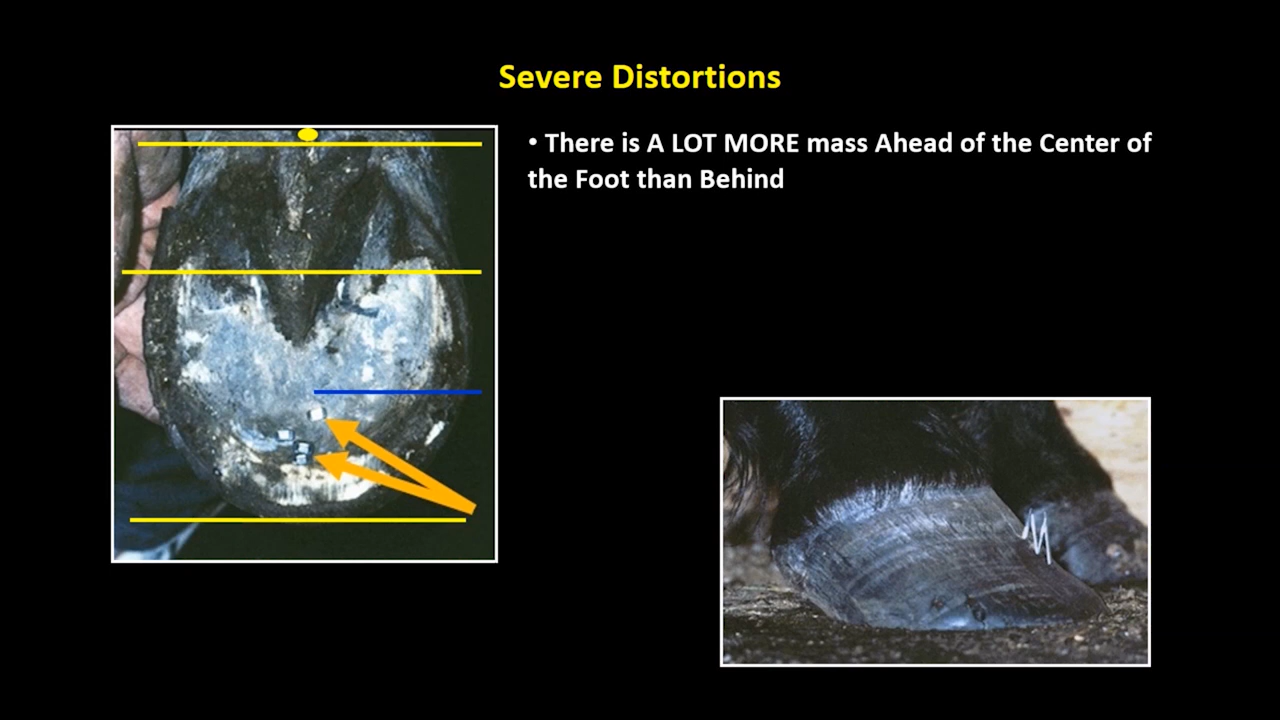 Severe Distortions
• There is A LOT MORE mass Ahead of the Center of
the Foot than Behind